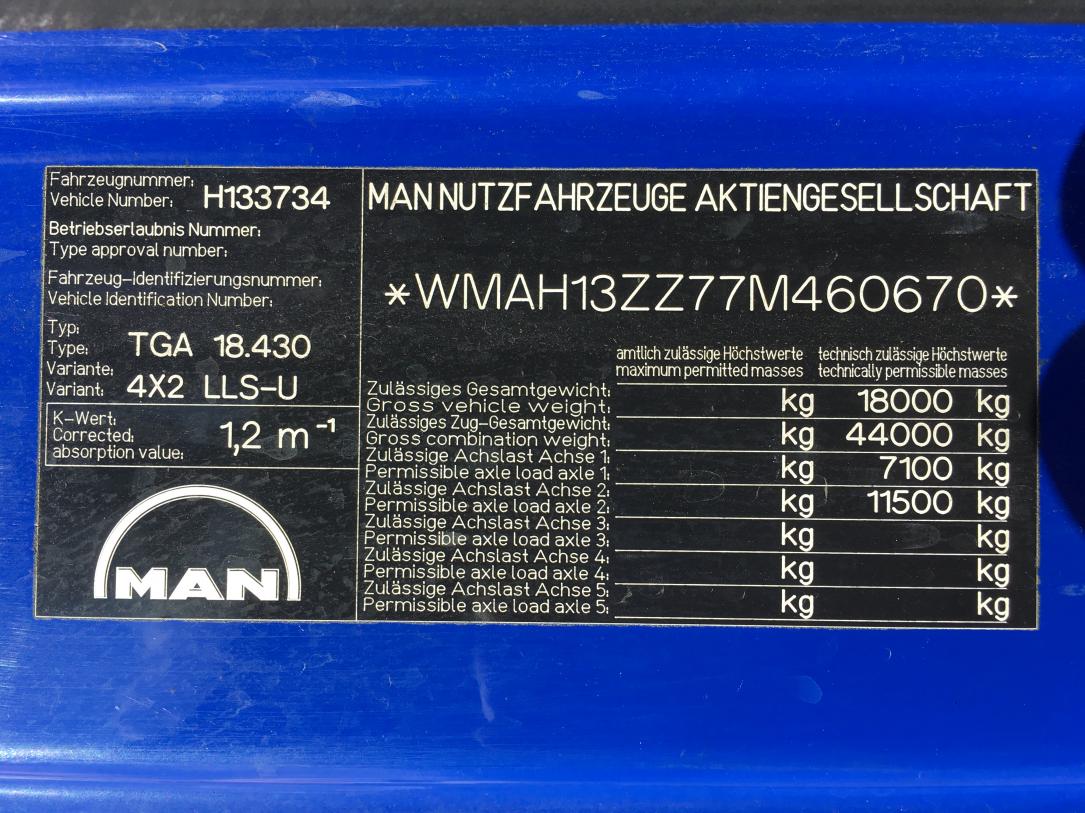 Fahrzeugnummer:
Vehicle Number: H133734
Betriebserlaubnis Nummer:
Type approval number:
Fahrzeug-Identifizierungsnummer:
Vehicle Identification Number:
Typ:
Type: TGA 18.430
Variante:
Variant: 4X2 LLS-U
K-Wert:
Corrected:
absorption value: 1,2 m⁻¹
MAN
MAN NUTZFAHRZEUGE AKTIENGESELLSCHAFT
*WMAH13ZZ77M460670*
amtlich zulässige Höchstwerte technisch zulässige Höchstwerte
maximum permitted masses technically permissible masses
Zulässiges Gesamtgewicht:
Gross vehicle weight: kg 18000 kg
Zulässiges Zug-Gesamtgewicht:
Gross combination weight: kg 44000 kg
Zulässige Achslast Achse 1:
Permissible axle load axle 1: kg 7100 kg
Zulässige Achslast Achse 2:
Permissible axle load axle 2: kg 11500 kg
Zulässige Achslast Achse 3:
Permissible axle load axle 3: kg kg
Zulässige Achslast Achse 4:
Permissible axle load axle 4: kg kg
Zulässige Achslast Achse 5:
Permissible axle load axle 5: kg kg